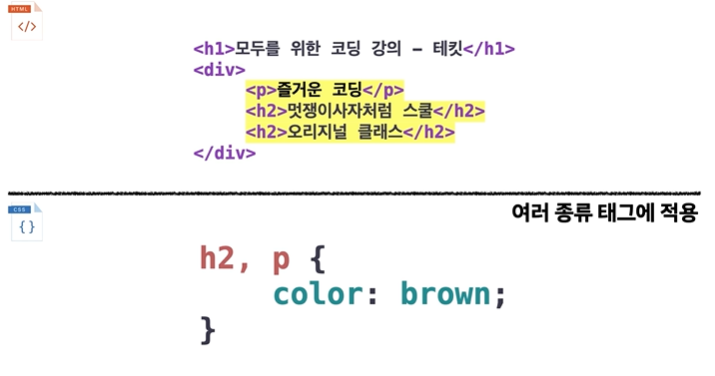 HTML
</>
<h1>모두를 위한 코딩 강의 – 테킷</h1>
<div>
<p>즐거운 코딩</p>
<h2>멋쟁이사자처럼 스쿨</h2>
<h2>오리지널 클래스</h2>
</div>
여러 종류 태그에 적용
CSS
{ }
h2, p {
color: brown;
}